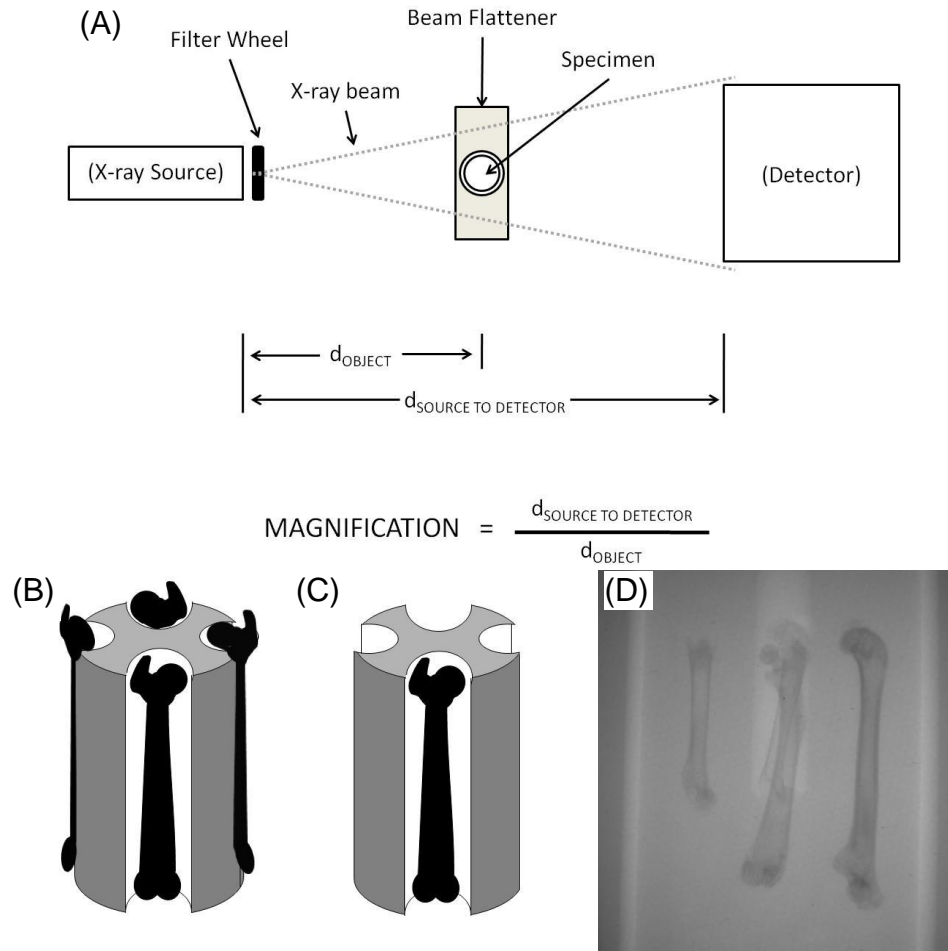 (A)
Beam Flattener
Filter Wheel
Specimen
X-ray beam
(X-ray Source)
(Detector)
dOBJECT
dSOURCE TO DETECTOR
MAGNIFICATION = dSOURCE TO DETECTOR
dOBJECT
(B)
(C)
(D)